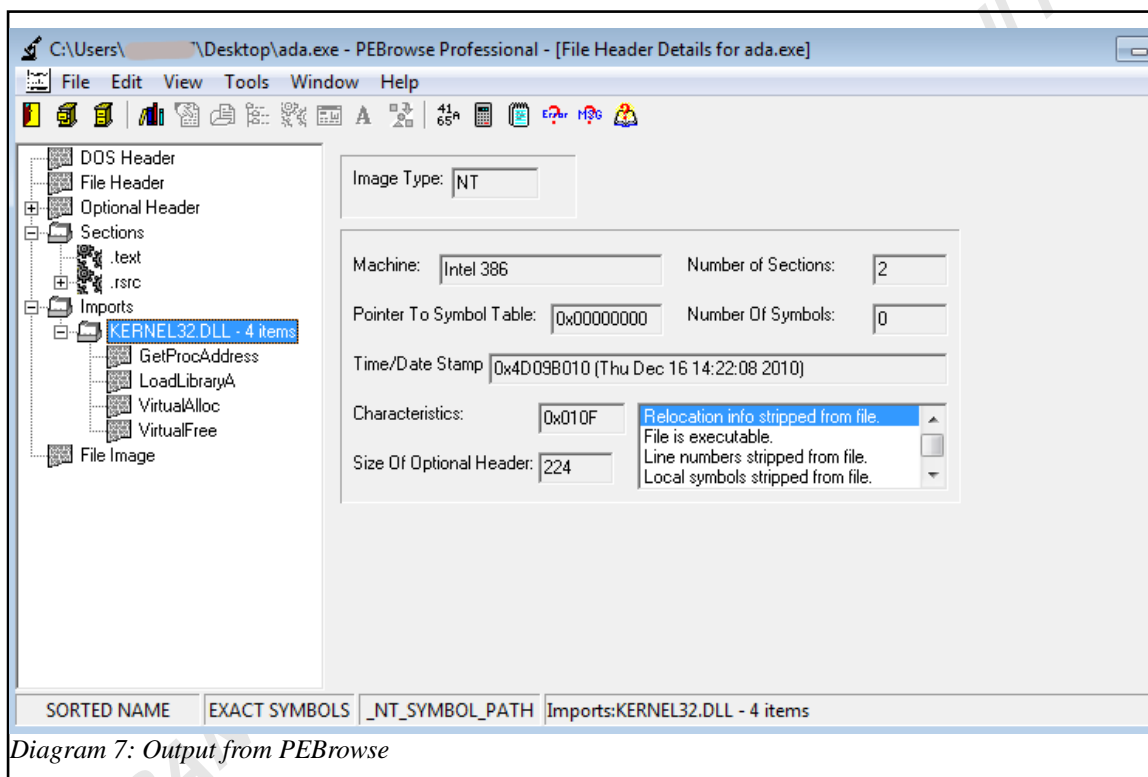 C:\Users\ \Desktop\ada.exe - PEBrowse Professional - [File Header Details for ada.exe]
File Edit View Tools Window Help
DOS Header
File Header
Optional Header
Sections
.text
.rsrc
Imports
KERNEL32.DLL - 4 items
GetProcAddress
LoadLibraryA
VirtualAlloc
VirtualFree
File Image
Image Type: NT
Machine: Intel 386 Number of Sections: 2
Pointer To Symbol Table: 0x00000000 Number Of Symbols: 0
Time/Date Stamp 0x4D09B010 (Thu Dec 16 14:22:08 2010)
Characteristics: 0x010F
Relocation info stripped from file.
File is executable.
Line numbers stripped from file.
Local symbols stripped from file.
Size Of Optional Header: 224
SORTED NAME EXACT SYMBOLS _NT_SYMBOL_PATH Imports:KERNEL32.DLL - 4 items
Diagram 7: Output from PEBrowse